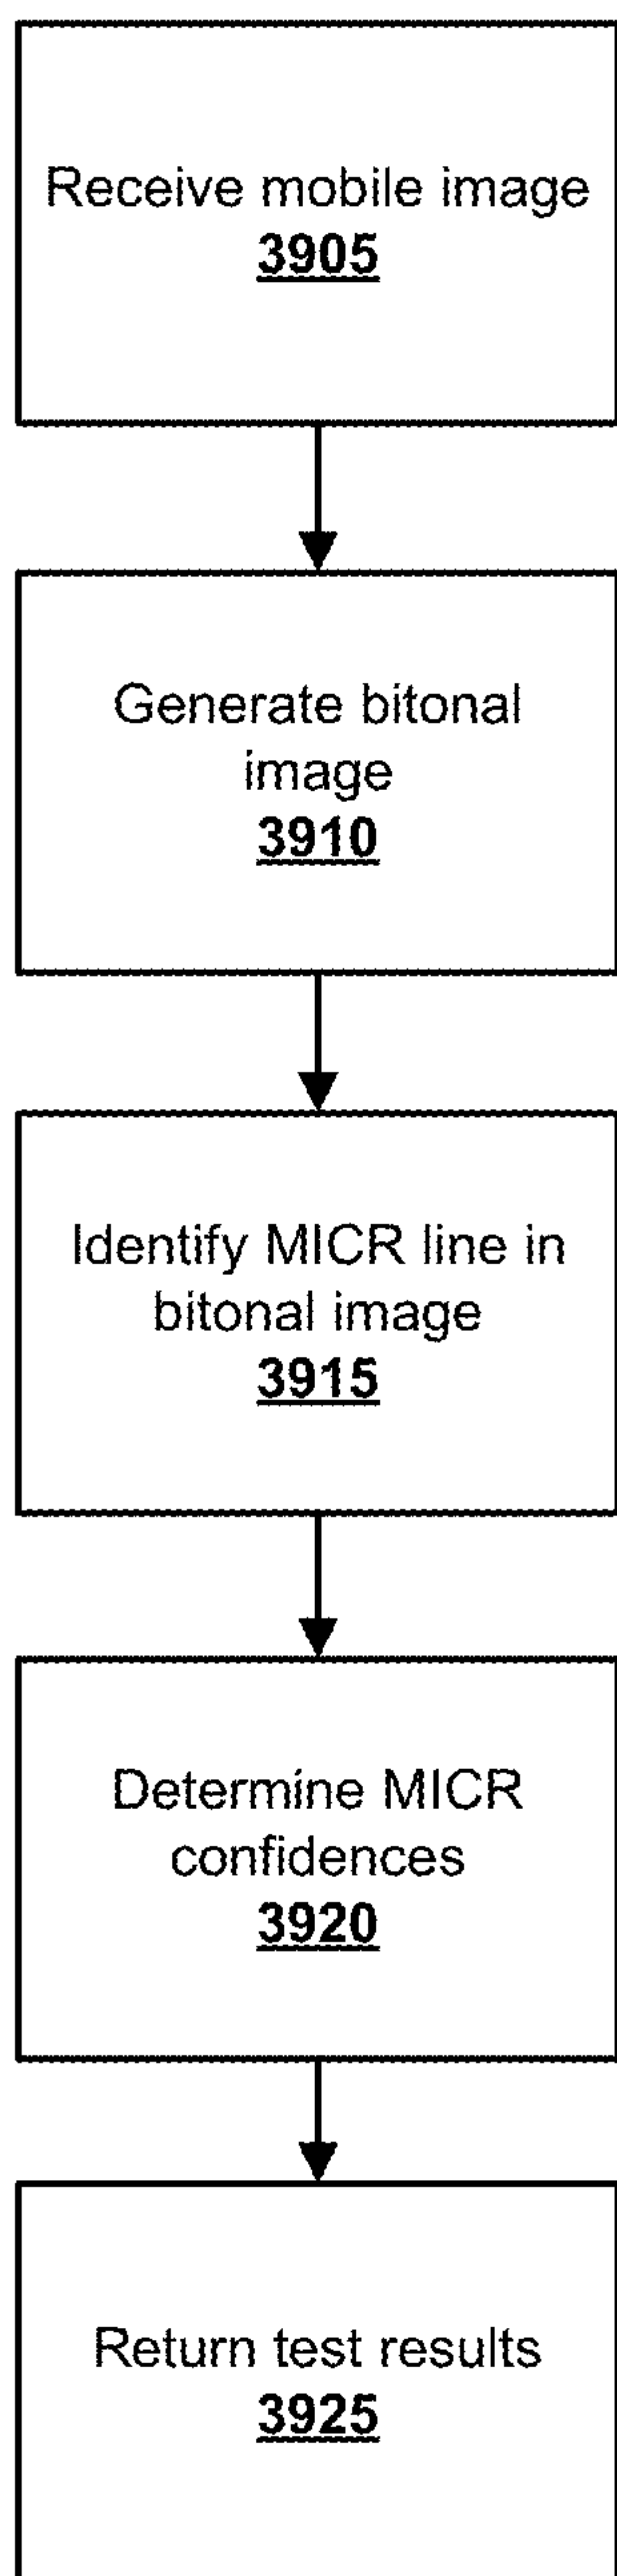 Receive mobile image
3905
Generate bitonal
image
3910
Identify MICR line in
bitonal image
3915
Determine MICR
confidences
3920
Return test results
3925